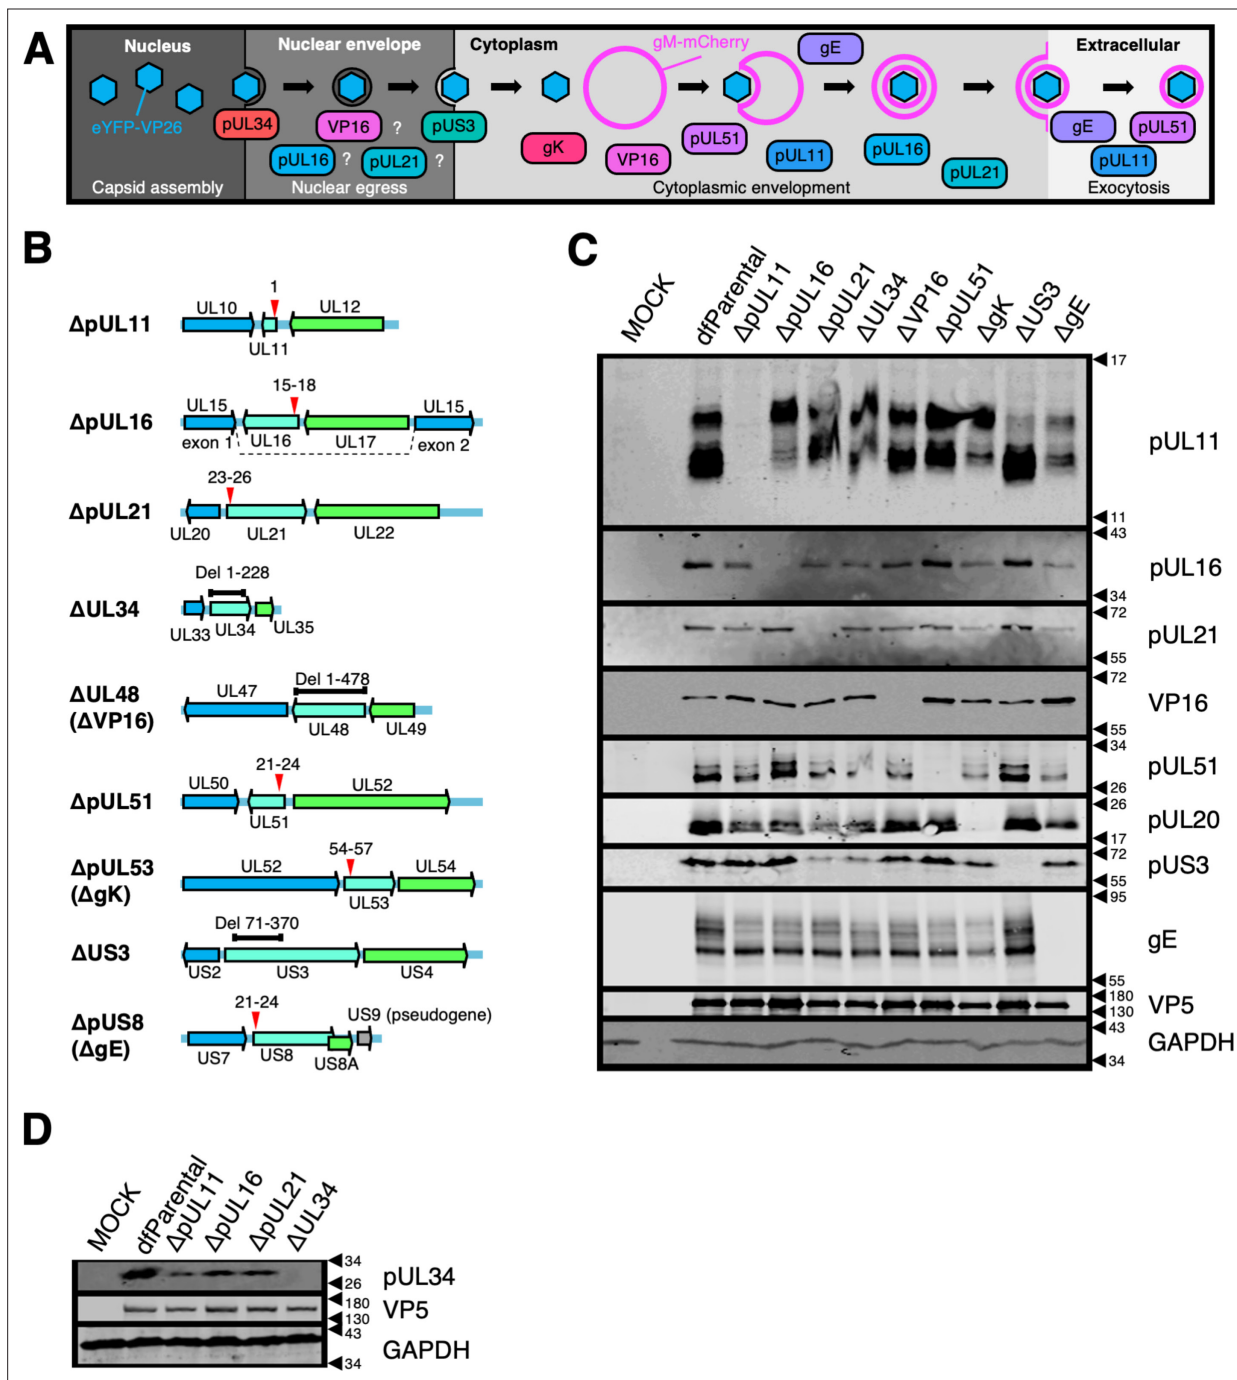 A
Nucleus
Nuclear envelope
Cytoplasm
gM-mCherry
gE
Extracellular
eYFP-VP26
pUL34
VP16
?
pUS3
pUL16
?
pUL21
?
gK
VP16
pUL51
pUL11
pUL16
pUL21
gE
pUL51
pUL11
Capsid assembly
Nuclear egress
Cytoplasmic envelopment
Exocytosis
B
ΔpUL11
1
UL10
UL12
UL11
ΔpUL16
15-18
UL15
UL15
exon 1
UL16
UL17
exon 2
ΔpUL21
23-26
UL20
UL21
UL22
ΔUL34
Del 1-228
UL33
UL34
UL35
ΔUL48
(ΔVP16)
Del 1-478
UL47
UL48
UL49
ΔpUL51
21-24
UL50
UL52
UL51
ΔpUL53
(ΔgK)
54-57
UL52
UL54
UL53
ΔUS3
Del 71-370
US2
US3
US4
ΔpUS8
(ΔgE)
21-24
US9 (pseudogene)
US7
US8
US8A
C
MOCK
dfParental
ΔpUL11
ΔpUL16
ΔpUL21
ΔUL34
ΔVP16
ΔpUL51
ΔgK
ΔUS3
ΔgE
17
pUL11
11
43
pUL16
34
72
pUL21
55
72
VP16
55
34
pUL51
26
26
pUL20
17
72
pUS3
55
95
gE
55
180
VP5
130
43
GAPDH
34
D
MOCK
dfParental
ΔpUL11
ΔpUL16
ΔpUL21
ΔUL34
34
pUL34
26
180
VP5
130
43
GAPDH
34